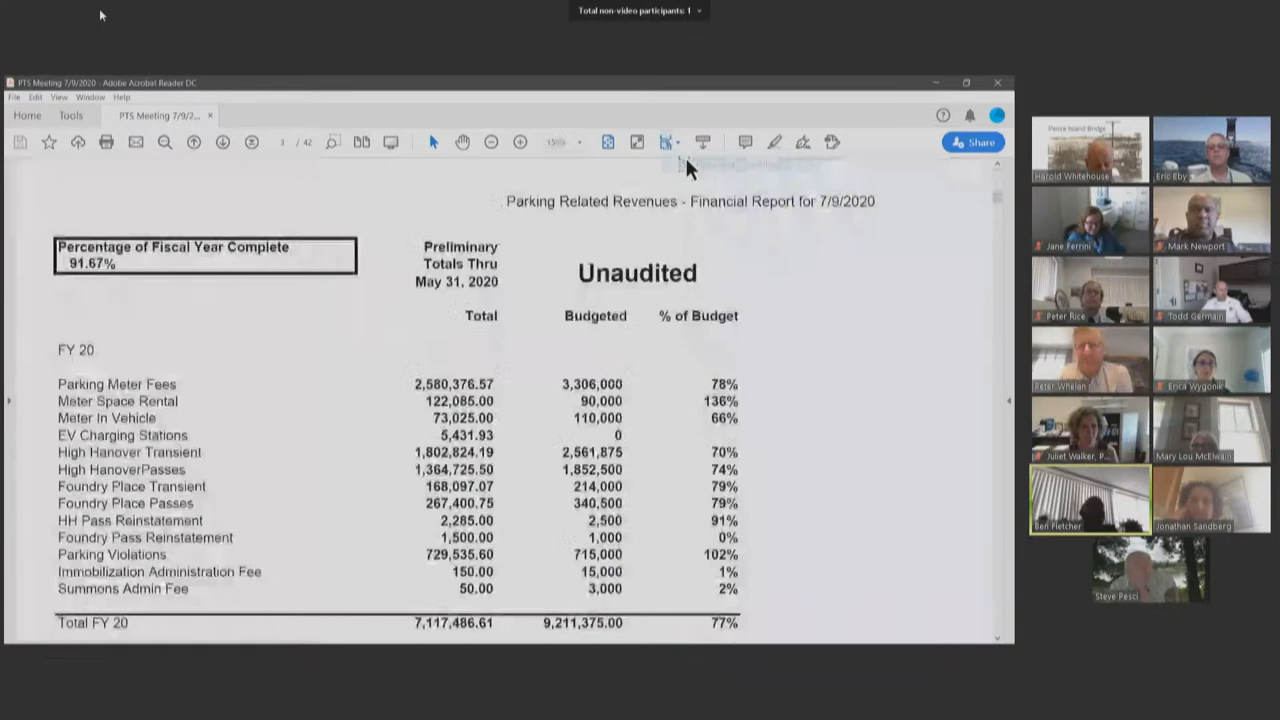 Total non-video participants: 1
PTS Meeting 7/9/2020 - Adobe Acrobat Reader DC
File Edit View Window Help
Home Tools PTS Meeting 7/9/2... ×
3 / 42
Share
Parking Related Revenues - Financial Report for 7/9/2020
Percentage of Fiscal Year Complete
91.67%
Preliminary
Totals Thru
May 31, 2020
Unaudited
Total Budgeted % of Budget
FY 20
Parking Meter Fees 2,580,376.57 3,306,000 78%
Meter Space Rental 122,085.00 90,000 136%
Meter In Vehicle 73,025.00 110,000 66%
EV Charging Stations 5,431.93 0
High Hanover Transient 1,802,824.19 2,561,875 70%
High HanoverPasses 1,364,725.50 1,852,500 74%
Foundry Place Transient 168,097.07 214,000 79%
Foundry Place Passes 267,400.75 340,500 79%
HH Pass Reinstatement 2,285.00 2,500 91%
Foundry Pass Reinstatement 1,500.00 1,000 0%
Parking Violations 729,535.60 715,000 102%
Immobilization Administration Fee 150.00 15,000 1%
Summons Admin Fee 50.00 3,000 2%
Total FY 20 7,117,486.61 9,211,375.00 77%
Peirce Island Bridge
Harold Whitehouse
Eric Eby
Jane Ferrini
Mark Newport
Peter Rice
Todd Germain
Peter Whelan
Erica Wygonik
Juliet Walker, P...
Mary Lou McElwain
Ben Fletcher
Jonathan Sandberg
Steve Pesci